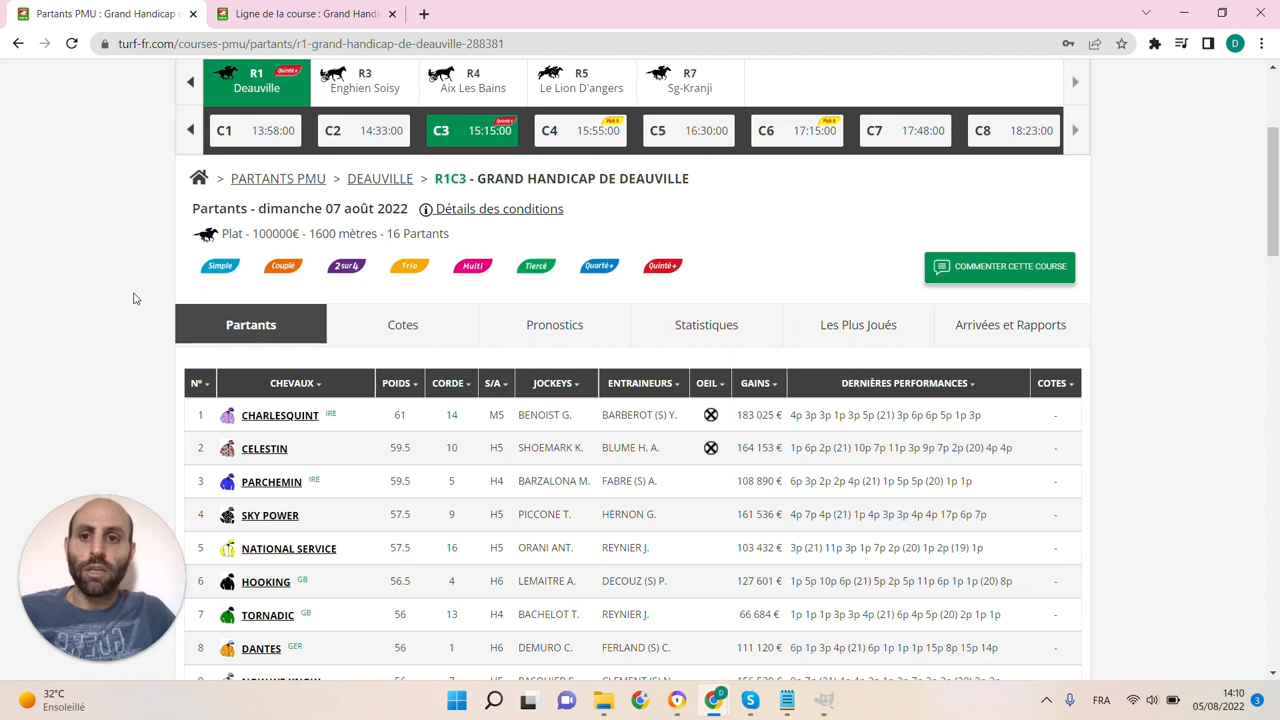 Partants PMU : Grand Handicap d
Ligne de la course : Grand Hand
turf-fr.com/courses-pmu/partants/r1-grand-handicap-de-deauville-288381
D
R1 Quinté+
Deauville
R3
Enghien Soisy
R4
Aix Les Bains
R5
Le Lion D'angers
R7
Sg-Kranji
C1 13:58:00
C2 14:33:00
C3 15:15:00 Quinté+
C4 15:55:00 Pick 5
C5 16:30:00
C6 17:15:00 Pick 5
C7 17:48:00
C8 18:23:00
> PARTANTS PMU > DEAUVILLE > R1C3 - GRAND HANDICAP DE DEAUVILLE
Partants - dimanche 07 août 2022 Détails des conditions
Plat - 100000€ - 1600 mètres - 16 Partants
Simple Couplé 2 sur 4 Trio Multi Tiercé Quarté+ Quinté+
COMMENTER CETTE COURSE
Partants Cotes Pronostics Statistiques Les Plus Joués Arrivées et Rapports
N° CHEVAUX POIDS CORDE S/A JOCKEYS ENTRAINEURS OEIL GAINS DERNIÈRES PERFORMANCES COTES
1 CHARLESQUINT IRE 61 14 M5 BENOIST G. BARBEROT (S) Y. 183 025 € 4p 3p 3p 1p 3p 5p (21) 3p 6p 6p 5p 1p 3p -
2 CELESTIN 59.5 10 H5 SHOEMARK K. BLUME H. A. 164 153 € 1p 6p 2p (21) 10p 7p 11p 3p 9p 7p 2p (20) 4p 4p -
3 PARCHEMIN IRE 59.5 5 H4 BARZALONA M. FABRE (S) A. 108 890 € 6p 3p 2p 2p 4p (21) 1p 5p 5p (20) 1p 1p -
4 SKY POWER 57.5 9 H5 PICCONE T. HERNON G. 161 536 € 4p 7p 4p (21) 1p 4p 3p 3p 4p 4p 17p 6p 7p -
5 NATIONAL SERVICE 57.5 16 H5 ORANI ANT. REYNIER J. 103 432 € 3p (21) 11p 3p 1p 7p 2p (20) 1p 2p (19) 1p -
6 HOOKING GB 56.5 4 H6 LEMAITRE A. DECOUZ (S) P. 127 601 € 1p 5p 10p 6p (21) 5p 2p 5p 11p 6p 1p 1p (20) 8p -
7 TORNADIC GB 56 13 H4 BACHELOT T. REYNIER J. 66 684 € 1p 1p 1p 3p 3p 4p (21) 6p 4p 5p (20) 2p 1p 1p -
8 DANTES GER 56 1 H6 DEMURO C. FERLAND (S) C. 111 120 € 6p 1p 3p 4p (21) 6p 1p 1p 1p 15p 8p 15p 14p -
32°C
Ensoleillé
FRA
14:10
05/08/2022
3